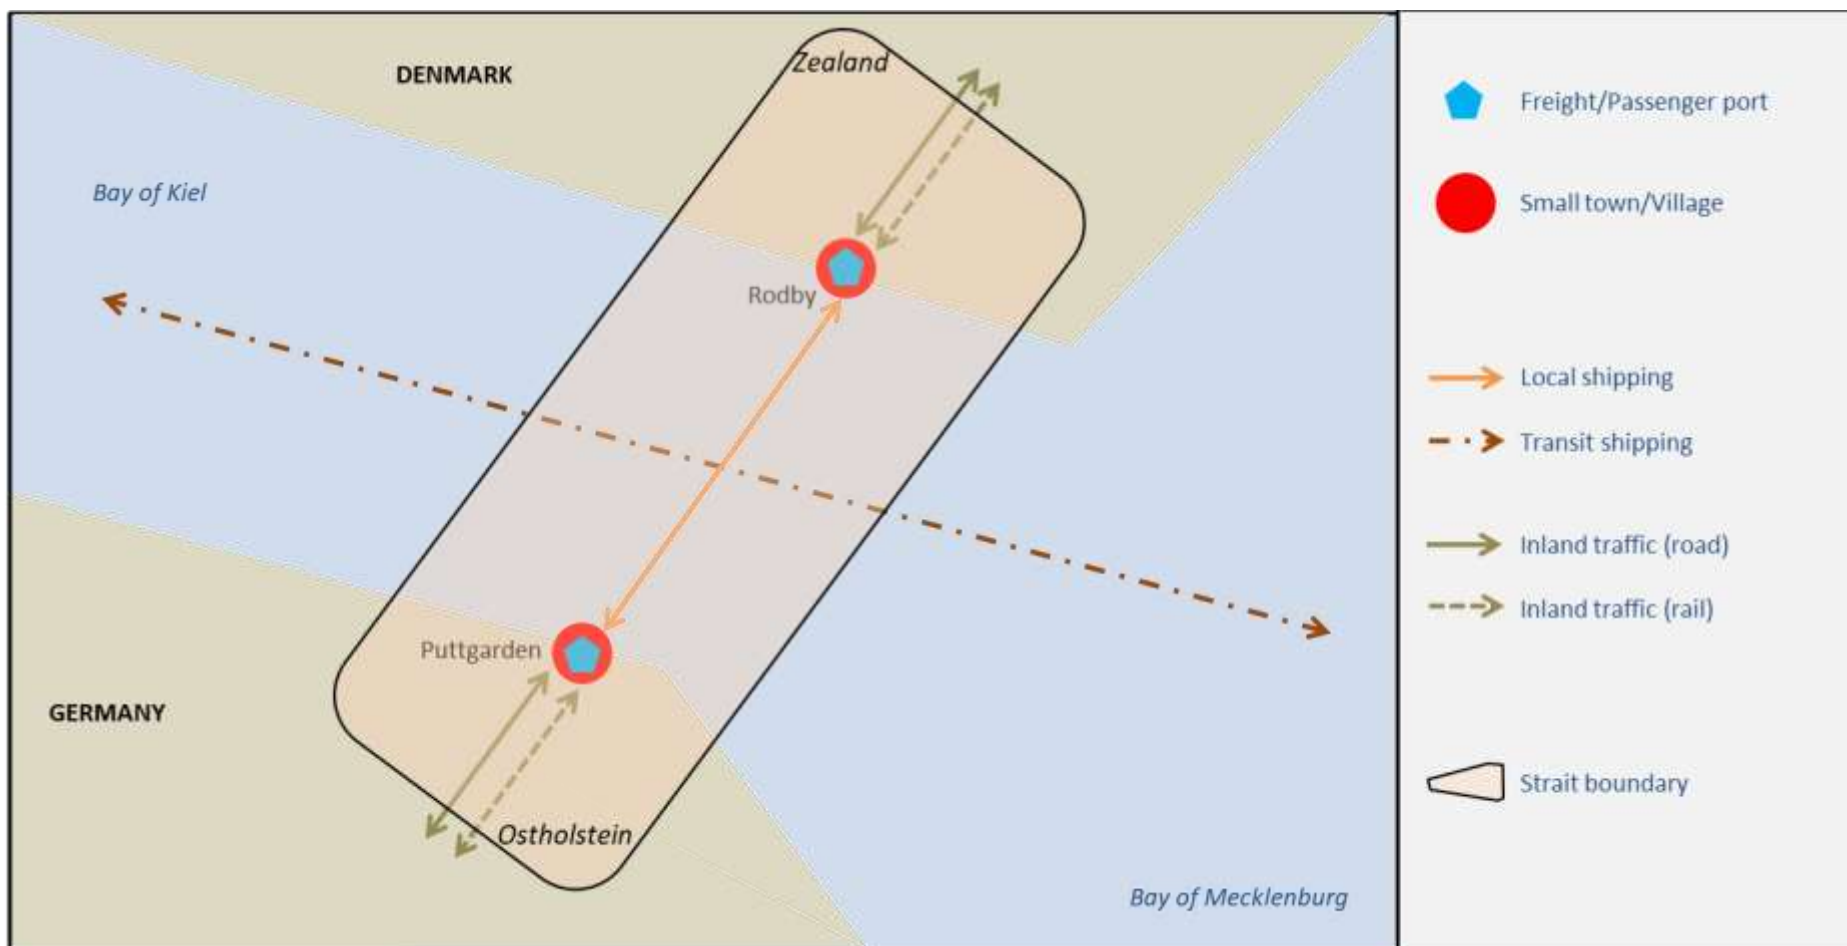 Zealand
DENMARK
Bay of Kiel
Rodby
Puttgarden
GERMANY
Ostholstein
Bay of Mecklenburg
Freight/Passenger port
Small town/Village
Local shipping
Transit shipping
Inland traffic (road)
Inland traffic (rail)
Strait boundary